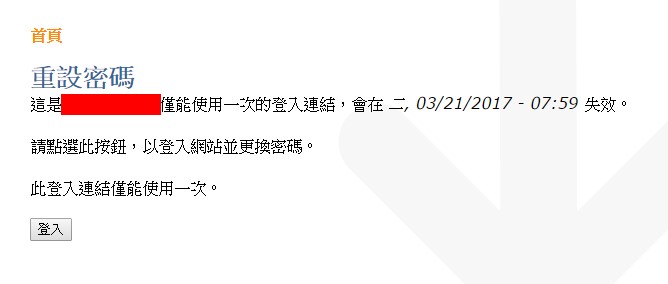 首頁
重設密碼
這是僅能使用一次的登入連結，會在 二, 03/21/2017 - 07:59 失效。
請點選此按鈕，以登入網站並更換密碼。
此登入連結僅能使用一次。
登入